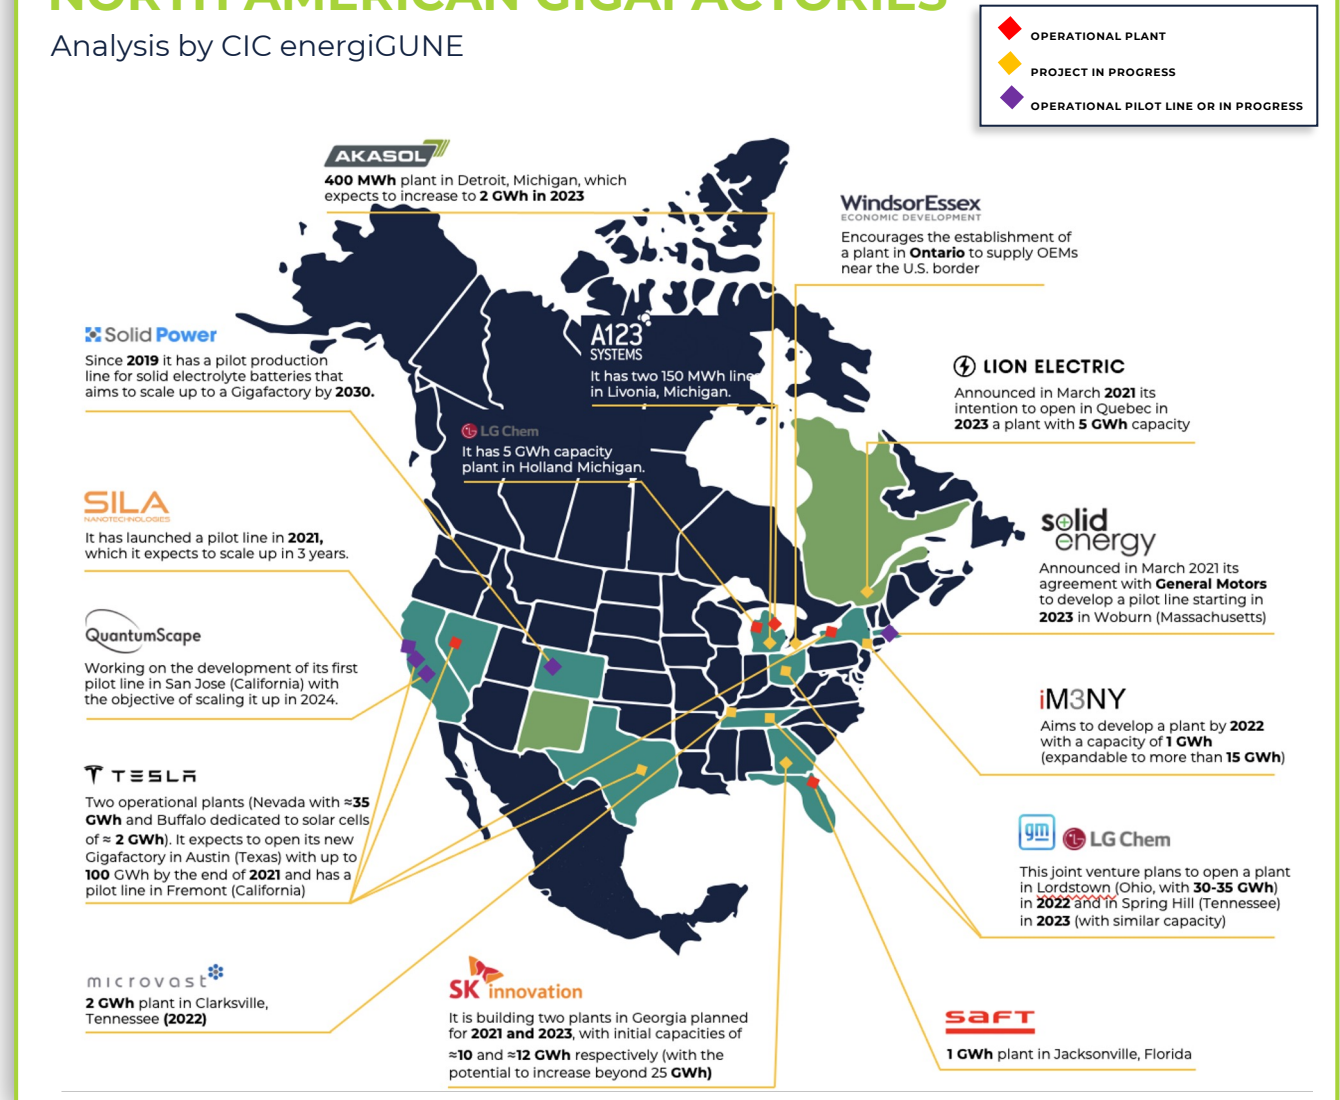 NORTH AMERICAN GIGAFACTORIES
Analysis by CIC energiGUNE
OPERATIONAL PLANT
PROJECT IN PROGRESS
OPERATIONAL PILOT LINE OR IN PROGRESS
AKASOL
400 MWh plant in Detroit, Michigan, which
expects to increase to 2 GWh in 2023
WindsorEssex
ECONOMIC DEVELOPMENT
Encourages the establishment of
a plant in Ontario to supply OEMs
near the U.S. border
Solid Power
Since 2019 it has a pilot production
line for solid electrolyte batteries that
aims to scale up to a Gigafactory by 2030.
A123
SYSTEMS
It has two 150 MWh lines
in Livonia, Michigan.
LION ELECTRIC
Announced in March 2021 its
intention to open in Quebec in
2023 a plant with 5 GWh capacity
LG Chem
It has 5 GWh capacity
plant in Holland Michigan.
SILA
NANOTECHNOLOGIES
It has launched a pilot line in 2021,
which it expects to scale up in 3 years.
solid
energy
Announced in March 2021 its
agreement with General Motors
to develop a pilot line starting in
2023 in Woburn (Massachusetts)
QuantumScape
Working on the development of its first
pilot line in San Jose (California) with
the objective of scaling it up in 2024.
iM3NY
Aims to develop a plant by 2022
with a capacity of 1 GWh
(expandable to more than 15 GWh)
TESLA
Two operational plants (Nevada with ≈35
GWh and Buffalo dedicated to solar cells
of ≈ 2 GWh). It expects to open its new
Gigafactory in Austin (Texas) with up to
100 GWh by the end of 2021 and has a
pilot line in Fremont (California)
gm LG Chem
This joint venture plans to open a plant
in Lordstown (Ohio, with 30-35 GWh)
in 2022 and in Spring Hill (Tennessee)
in 2023 (with similar capacity)
microvast
2 GWh plant in Clarksville,
Tennessee (2022)
SK innovation
It is building two plants in Georgia planned
for 2021 and 2023, with initial capacities of
≈10 and ≈12 GWh respectively (with the
potential to increase beyond 25 GWh)
saft
1 GWh plant in Jacksonville, Florida